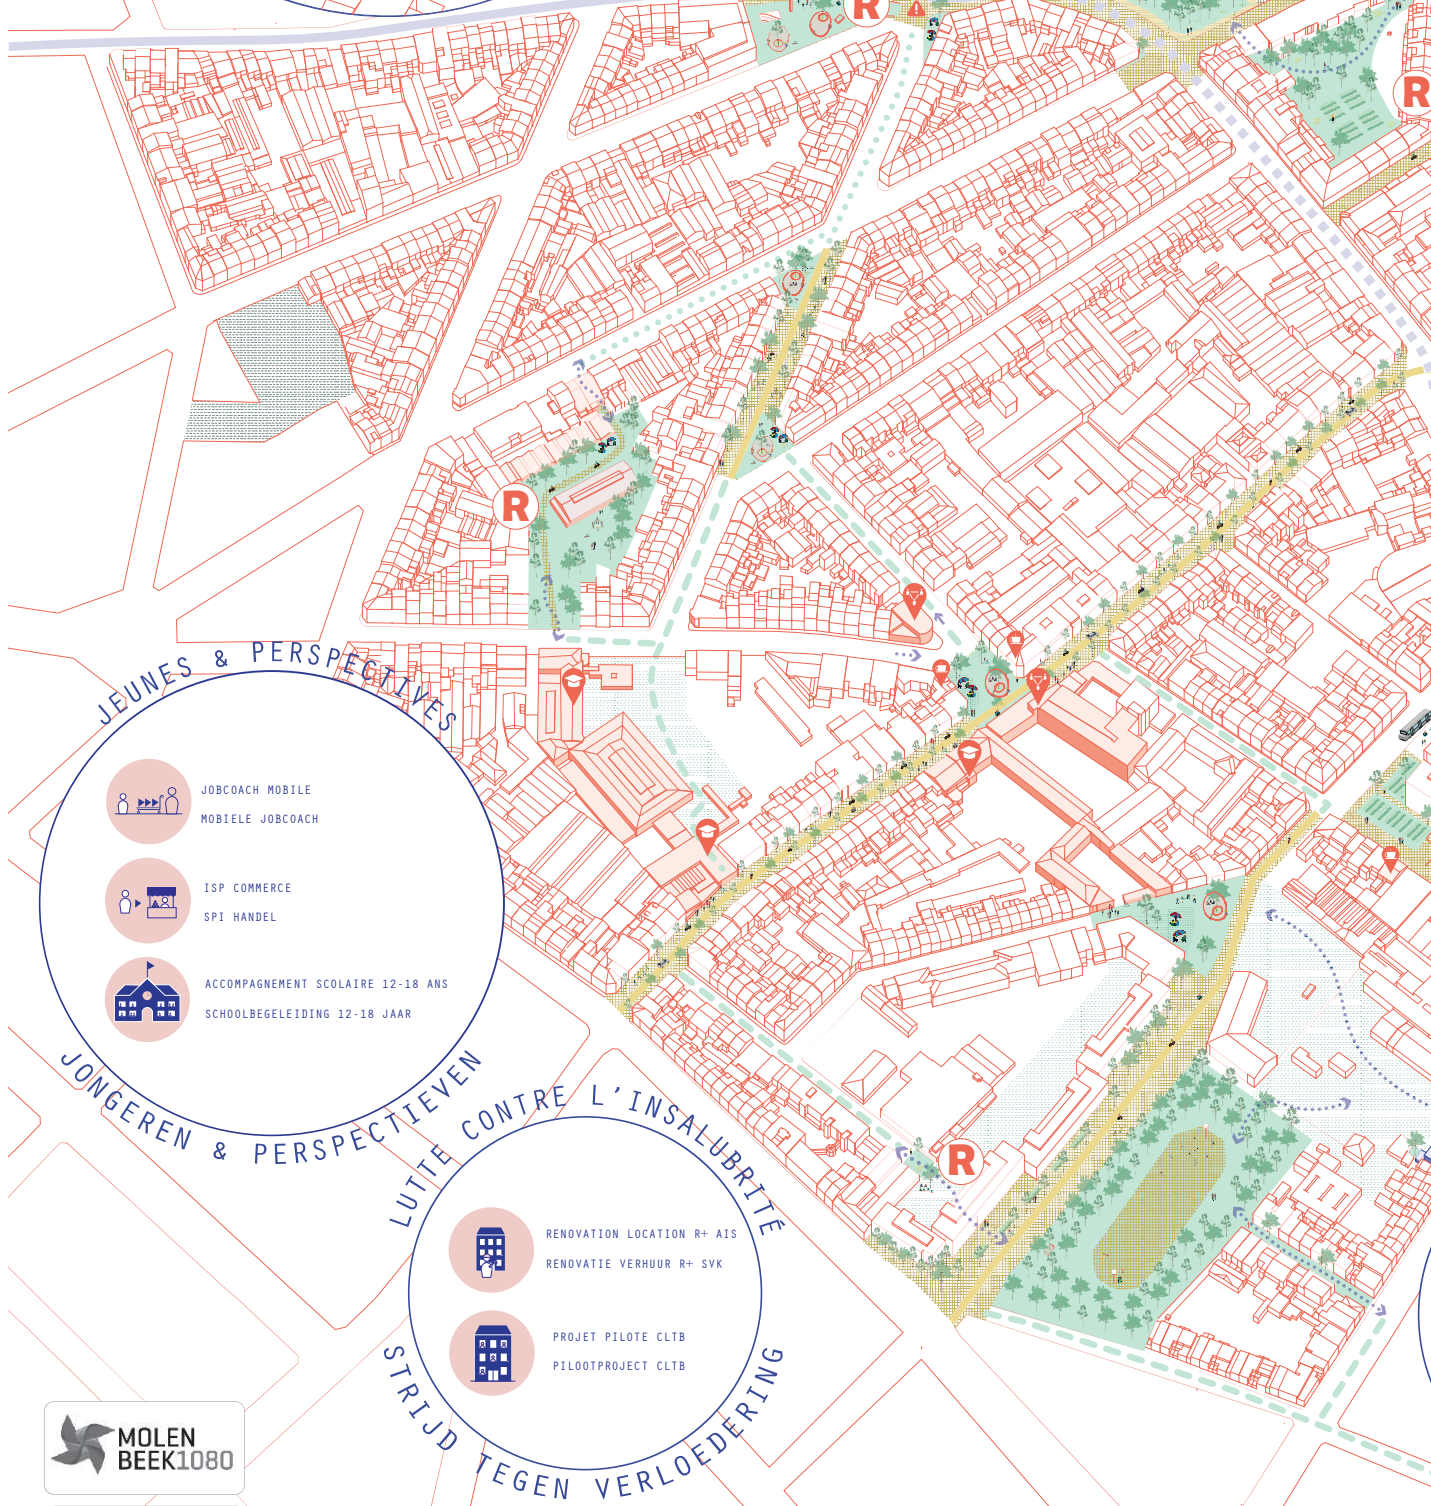 R
R
R
JEUNES & PERSPECTIVES
JOBCOACH MOBILE
MOBIELE JOBCOACH
ISP COMMERCE
SPI HANDEL
ACCOMPAGNEMENT SCOLAIRE 12-18 ANS
SCHOOLBEGELEIDING 12-18 JAAR
JONGEREN & PERSPECTIEVEN
LUTTE CONTRE L'INSALUBRITÉ
R
RENOVATION LOCATION R+ AIS
RENOVATIE VERHUUR R+ SVK
PROJET PILOTE CLTB
PILOOTPROJECT CLTB
STRIJD TEGEN VERLOEDERING
MOLEN
BEEK1080